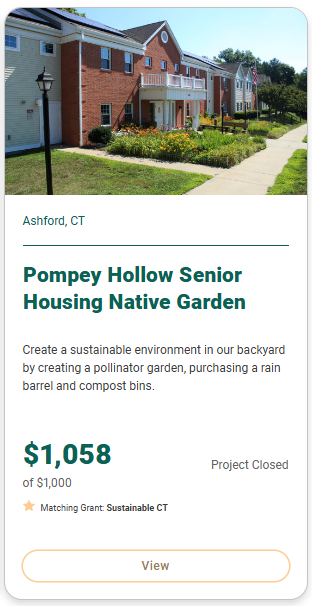 Ashford, CT
Pompey Hollow Senior
Housing Native Garden
Create a sustainable environment in our backyard
by creating a pollinator garden, purchasing a rain
barrel and compost bins.
$1,058
Project Closed
of $1,000
Matching Grant: Sustainable CT
View